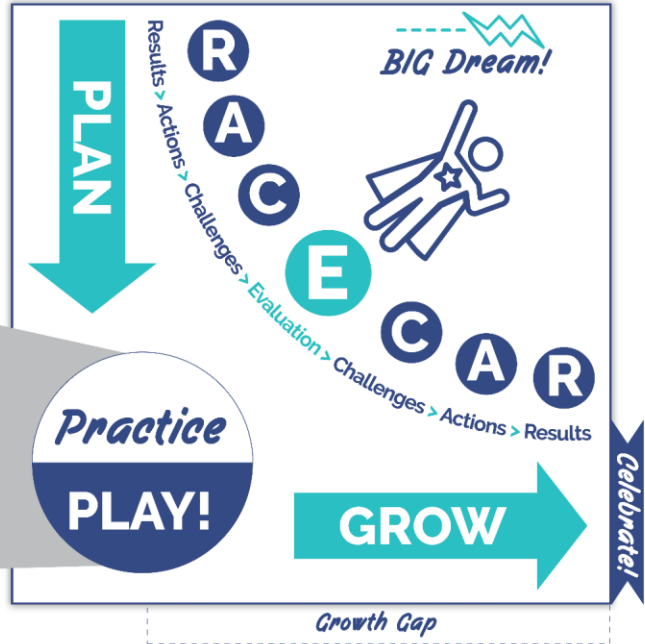 BIG Dream!
PLAN
R
A
C
E
C
A
R
Results > Actions > Challenges > Evaluation > Challenges > Actions > Results
Practice
PLAY!
GROW
Celebrate!
Growth Gap